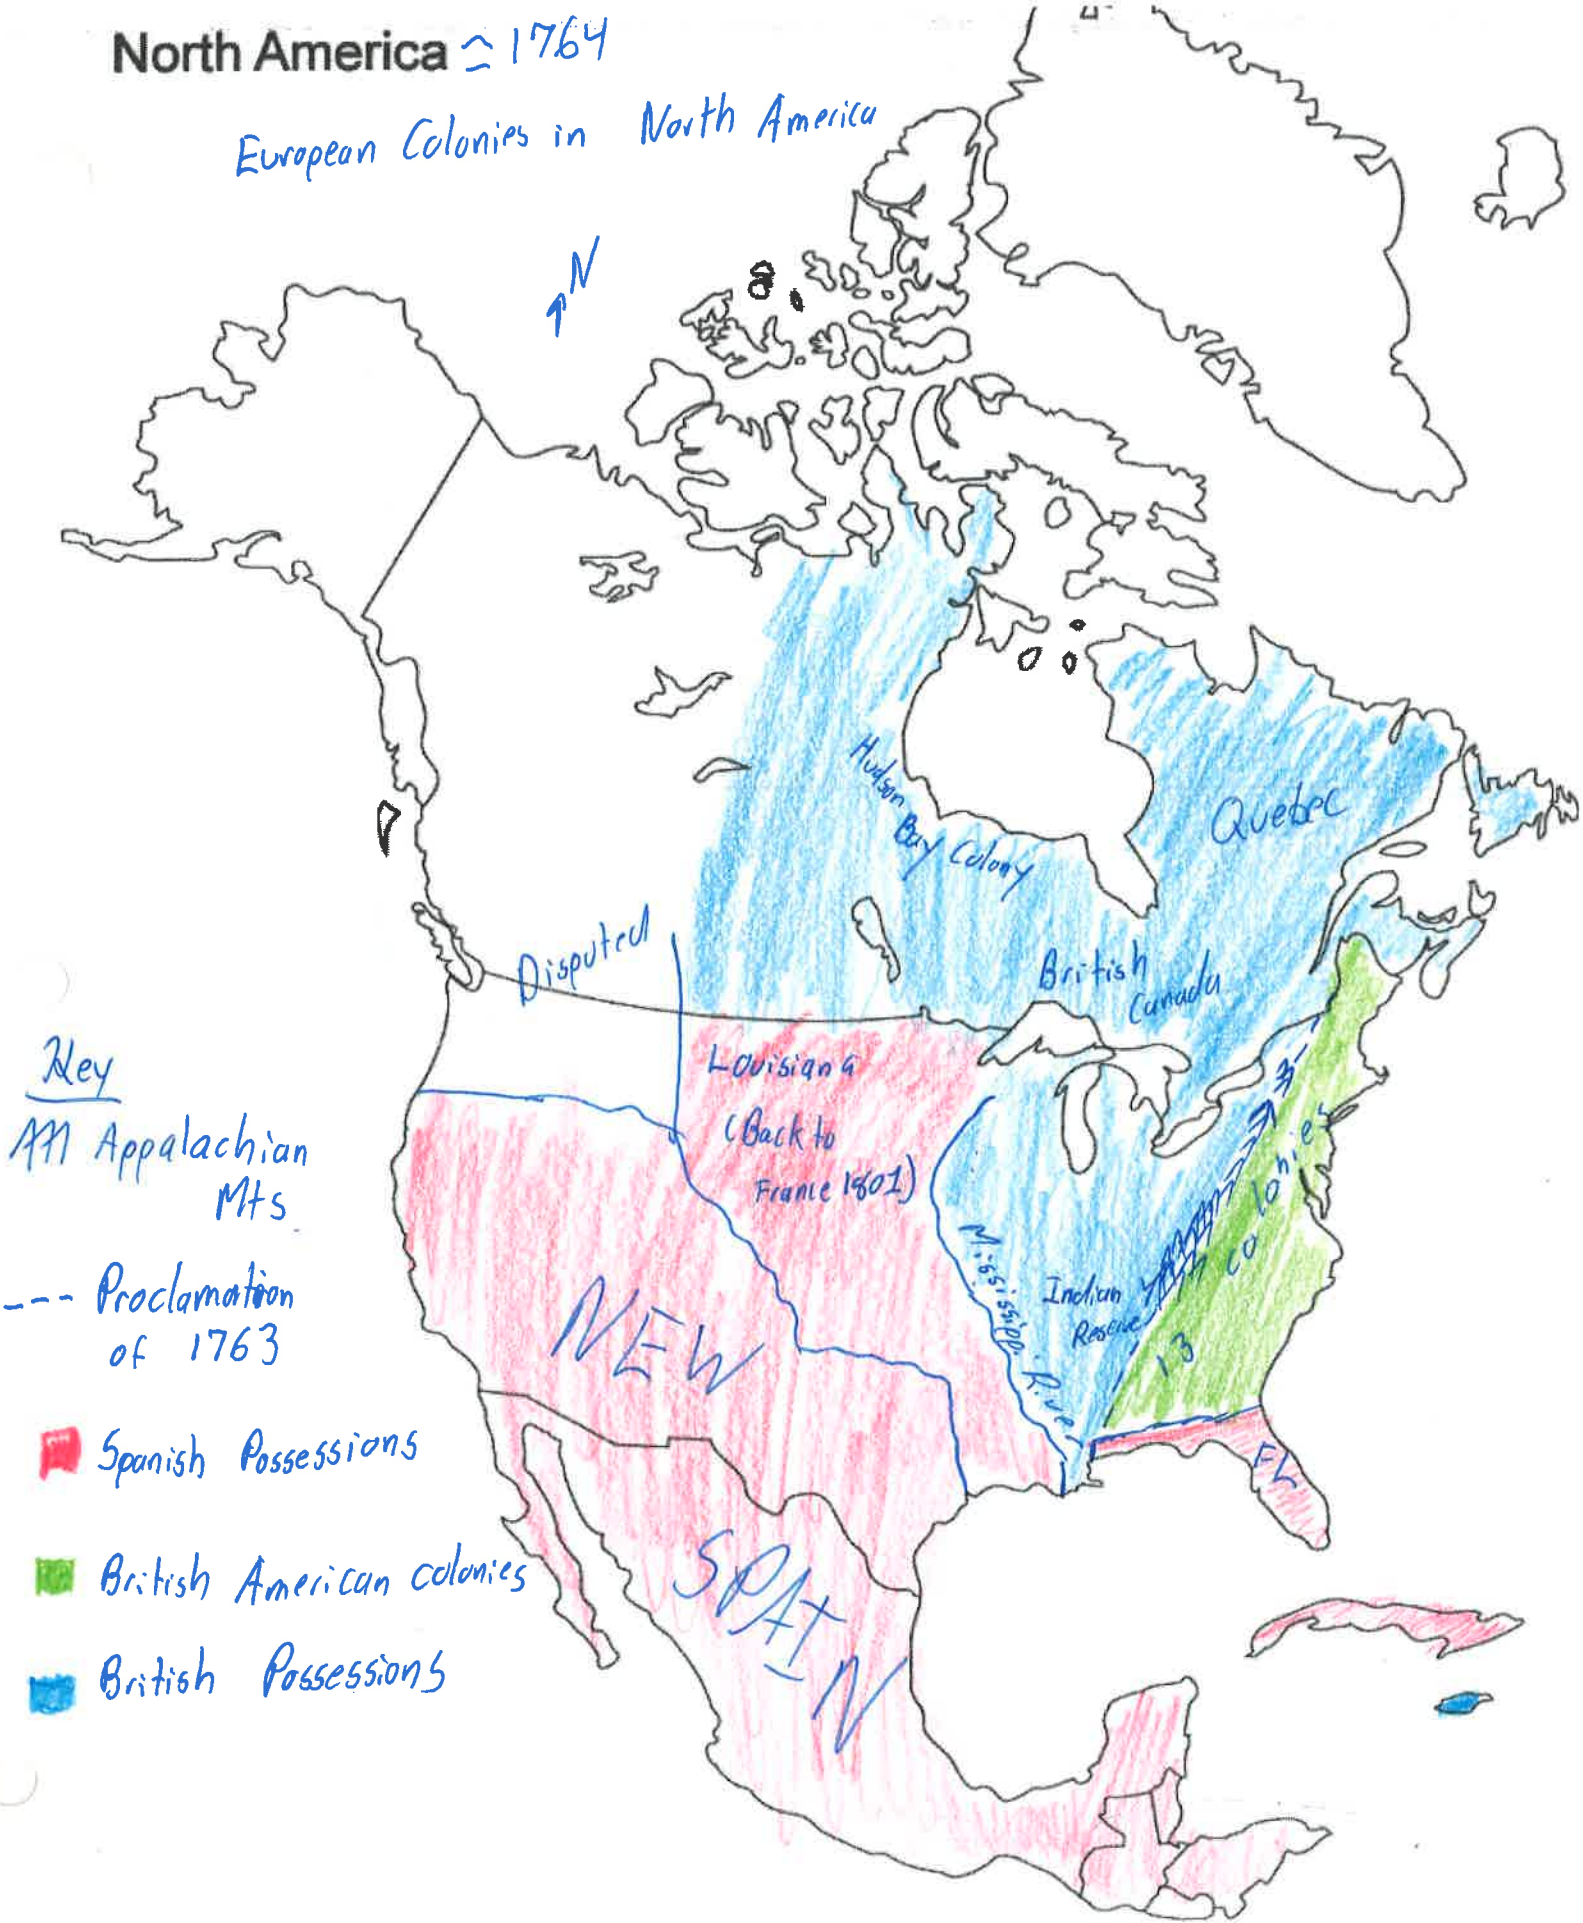 North America ≃ 1764
European Colonies in North America
N
Hudson
Bay Colony
Quebec
British
Canada
Disputed
Louisiana
(Back to
France 1801)
Mississippi River
Indian
Reserve
13 colonies
FL
NEW
SPAIN
Key
Appalachian
Mts
--- Proclamation
of 1763
Spanish Possessions
British American colonies
British Possessions